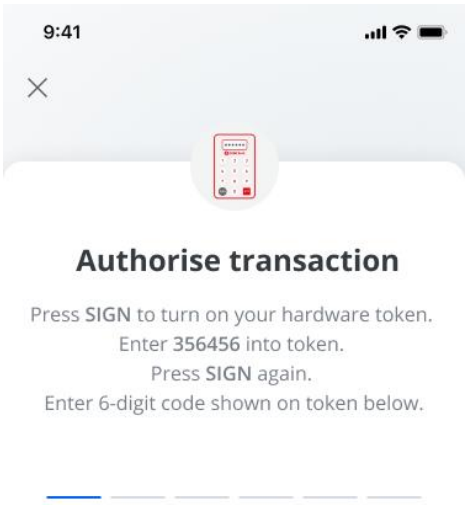 9:41
Authorise transaction
Press SIGN to turn on your hardware token.
Enter 356456 into token.
Press SIGN again.
Enter 6-digit code shown on token below.